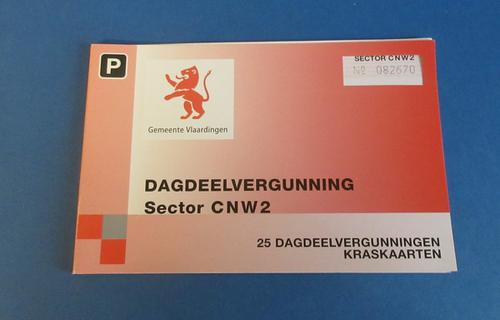 P
SECTOR CNW2
Nº 082670
Gemeente Vlaardingen
DAGDEELVERGUNNING
Sector CNW2
25 DAGDEELVERGUNNINGEN
KRASKAARTEN